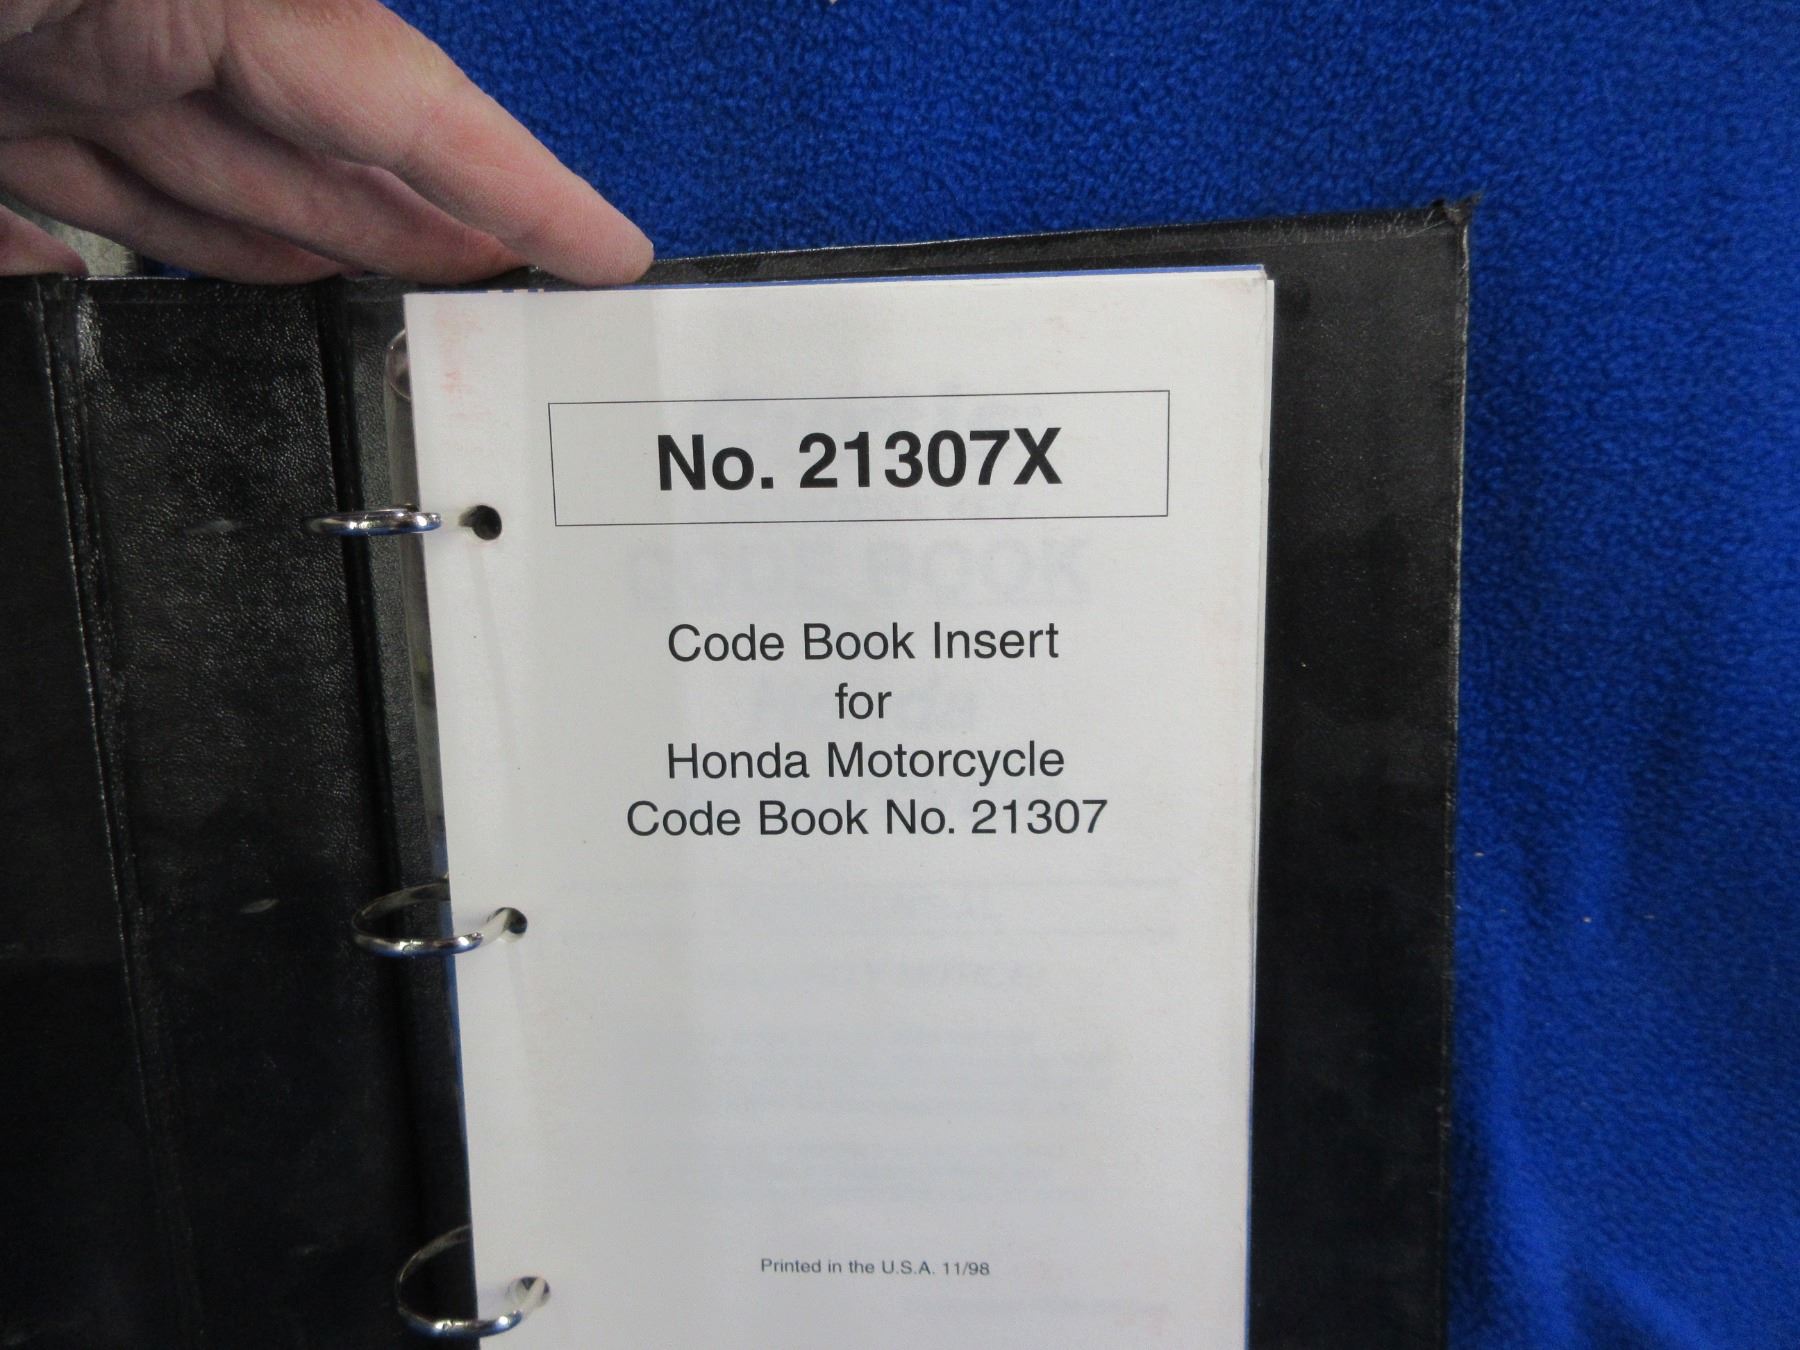 No. 21307X
Code Book Insert
for
Honda Motorcycle
Code Book No. 21307
Printed in the U.S.A. 11/98